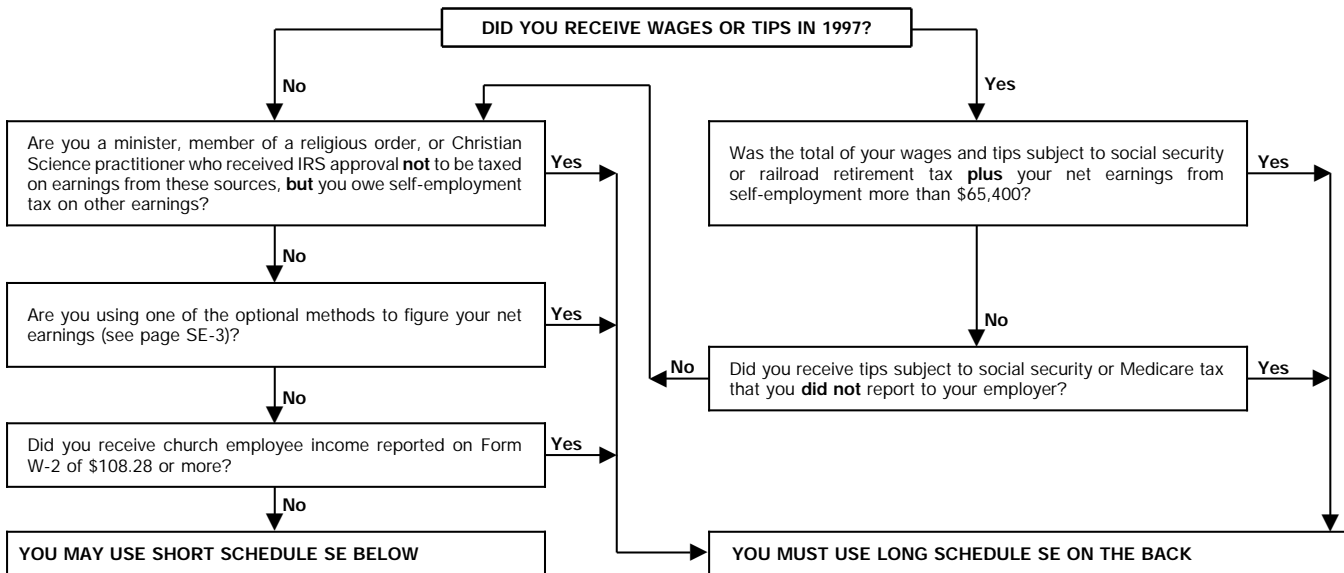 DID YOU RECEIVE WAGES OR TIPS IN 1997?
No
Yes
Are you a minister, member of a religious order, or Christian
Science practitioner who received IRS approval not to be taxed
on earnings from these sources, but you owe self-employment
tax on other earnings?
Yes
Was the total of your wages and tips subject to social security
or railroad retirement tax plus your net earnings from
self-employment more than $65,400?
Yes
No
Are you using one of the optional methods to figure your net
earnings (see page SE-3)?
Yes
No
No
Did you receive tips subject to social security or Medicare tax
that you did not report to your employer?
Yes
No
Did you receive church employee income reported on Form
W-2 of $108.28 or more?
Yes
No
YOU MAY USE SHORT SCHEDULE SE BELOW
YOU MUST USE LONG SCHEDULE SE ON THE BACK